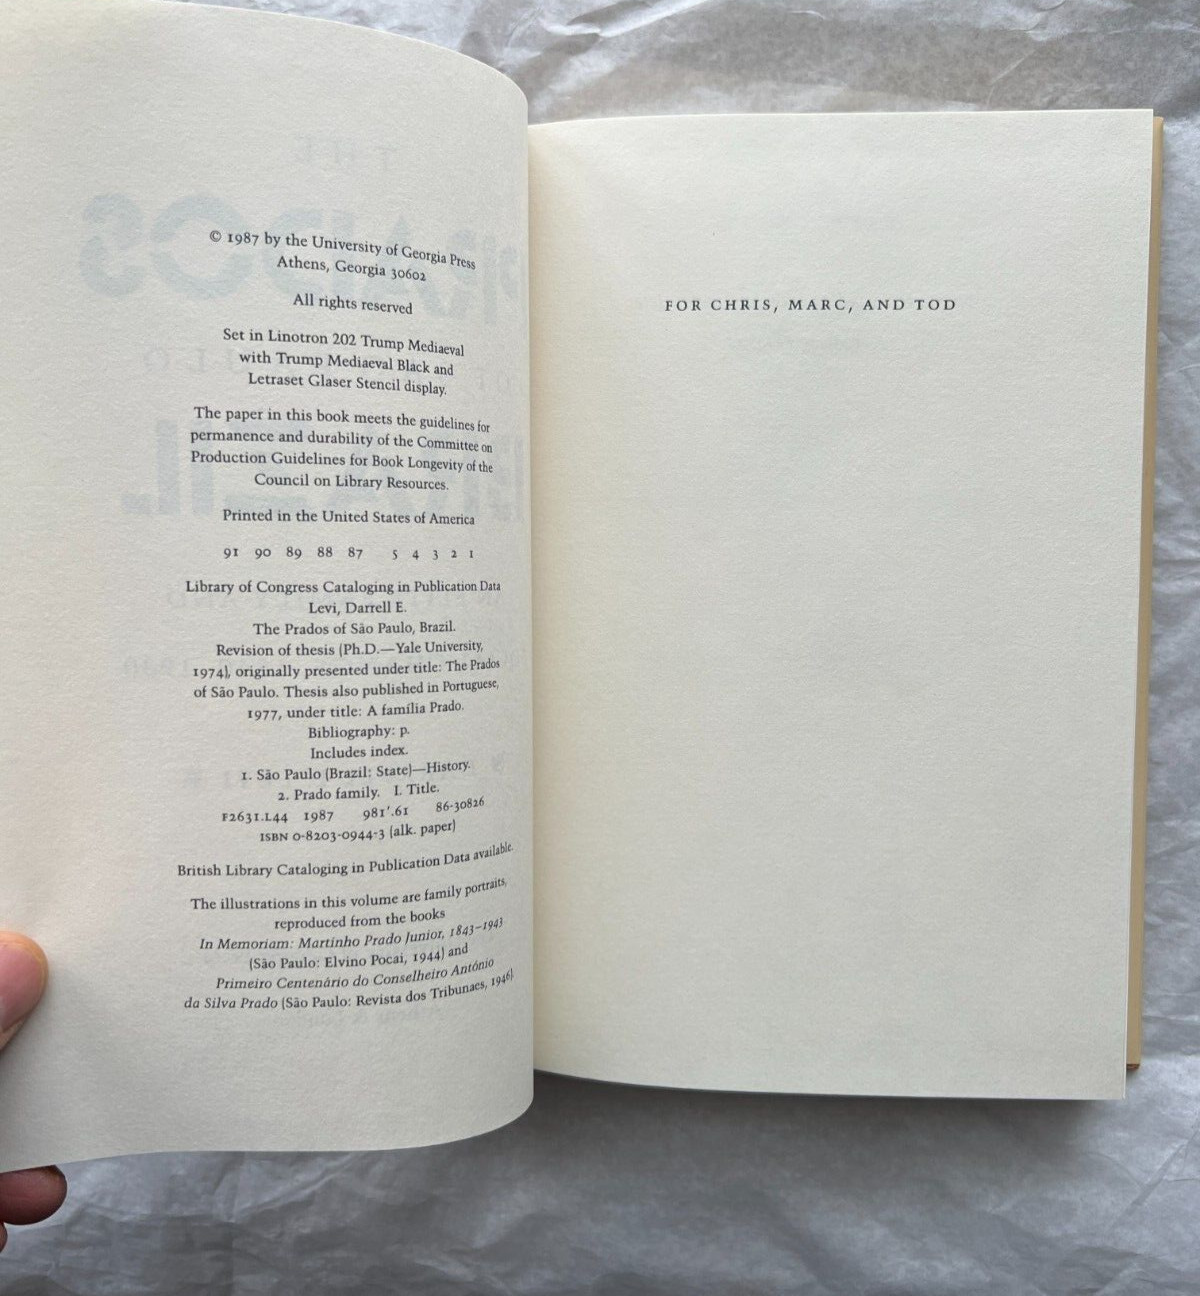 © 1987 by the University of Georgia Press
Athens, Georgia 30602
All rights reserved
Set in Linotron 202 Trump Mediaeval
with Trump Mediaeval Black and
Letraset Glaser Stencil display.
The paper in this book meets the guidelines for
permanence and durability of the Committee on
Production Guidelines for Book Longevity of the
Council on Library Resources.
Printed in the United States of America
91 90 89 88 87 5 4 3 2 1
Library of Congress Cataloging in Publication Data
Levi, Darrell E.
The Prados of São Paulo, Brazil.
Revision of thesis (Ph.D.—Yale University,
1974), originally presented under title: The Prados
of São Paulo. Thesis also published in Portuguese,
1977, under title: A família Prado.
Bibliography: p.
Includes index.
1. São Paulo (Brazil: State)—History.
2. Prado family. I. Title.
F2631.L44 1987 981'.61 86-30826
ISBN 0-8203-0944-3 (alk. paper)
British Library Cataloging in Publication Data available.
The illustrations in this volume are family portraits,
reproduced from the books
In Memoriam: Martinho Prado Junior, 1843–1943
(São Paulo: Elvino Pocai, 1944) and
Primeiro Centenário do Conselheiro António
da Silva Prado (São Paulo: Revista dos Tribunaes, 1946).
FOR CHRIS, MARC, AND TOD